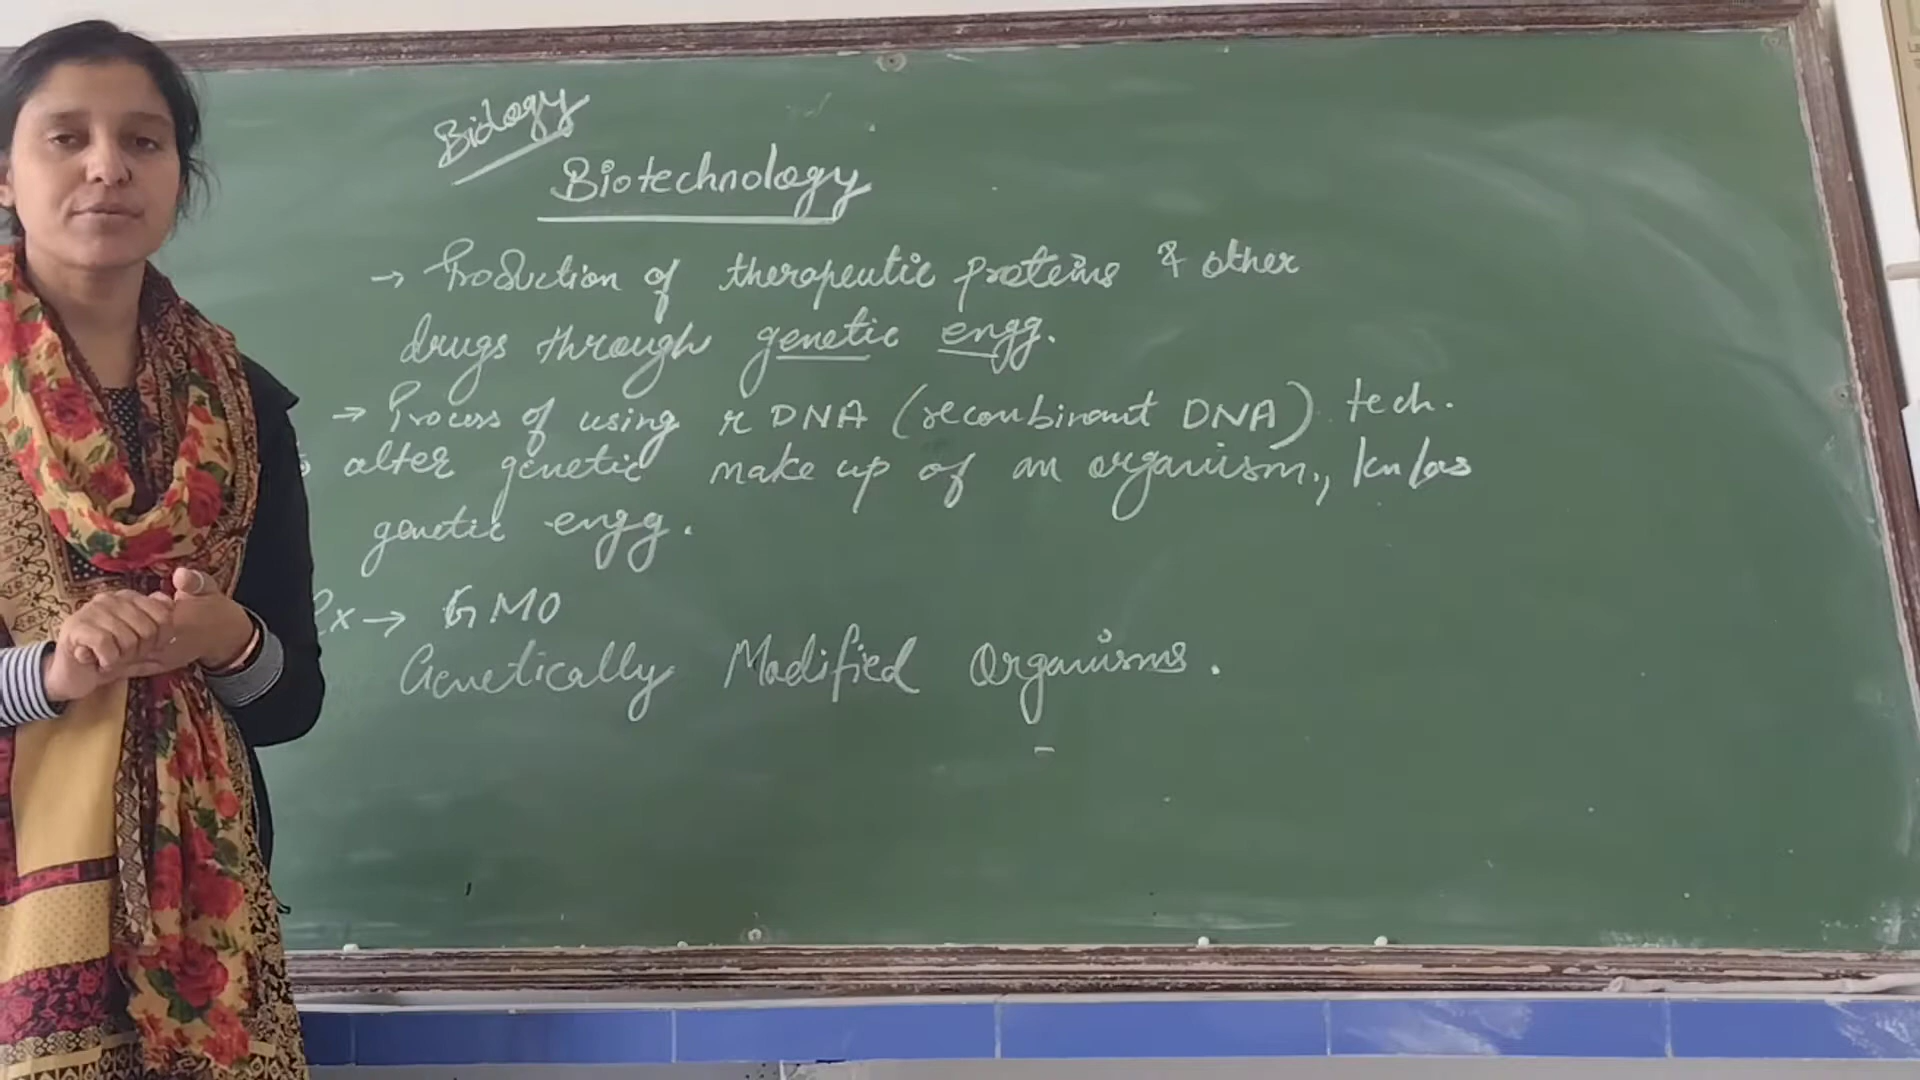 Biology
Biotechnology
→ Production of therapeutic proteins & other
drugs through genetic engg.
→ Process of using r DNA (recombinant DNA) tech.
alter genetic make up of an organism, kn/as
genetic engg.
Ex → GMO
Genetically Modified Organisms.